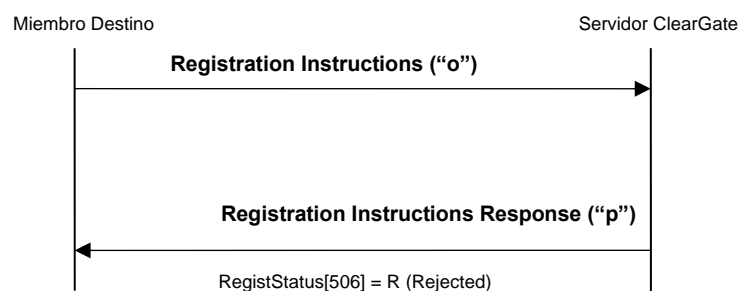 Miembro Destino
Servidor ClearGate
Registration Instructions (“o”)
Registration Instructions Response (“p”)
RegistStatus[506] = R (Rejected)